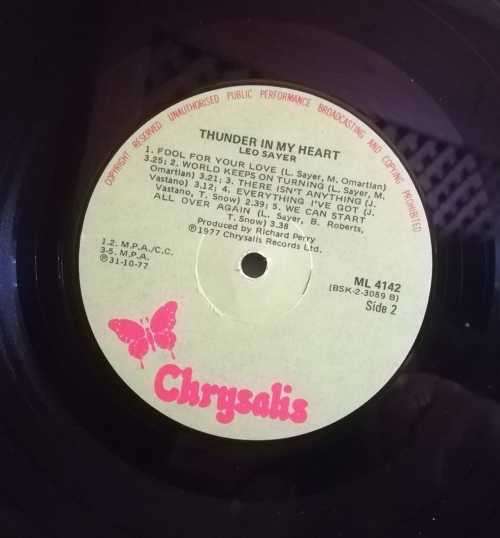 COPYRIGHT RESERVED UNAUTHORISED PUBLIC PERFORMANCE BROADCASTING AND COPYING PROHIBITED
THUNDER IN MY HEART
LEO SAYER
1. FOOL FOR YOUR LOVE (L. Sayer, M. Omartian)
3.25; 2. WORLD KEEPS ON TURNING (L. Sayer, M.
Omartian) 3.21; 3. THERE ISN'T ANYTHING (J.
Vastano) 3.12; 4. EVERYTHING I'VE GOT (J.
Vastano, T. Snow) 2.39; 5. WE CAN START
ALL OVER AGAIN (L. Sayer, B. Roberts,
T. Snow) 3.38
Produced by Richard Perry
℗1977 Chrysalis Records Ltd.
1.2. M.P.A./C.C.
3-5. M.P.A.
℗31-10-77
ML 4142
(BSK-2-3089 B)
Side 2
Chrysalis